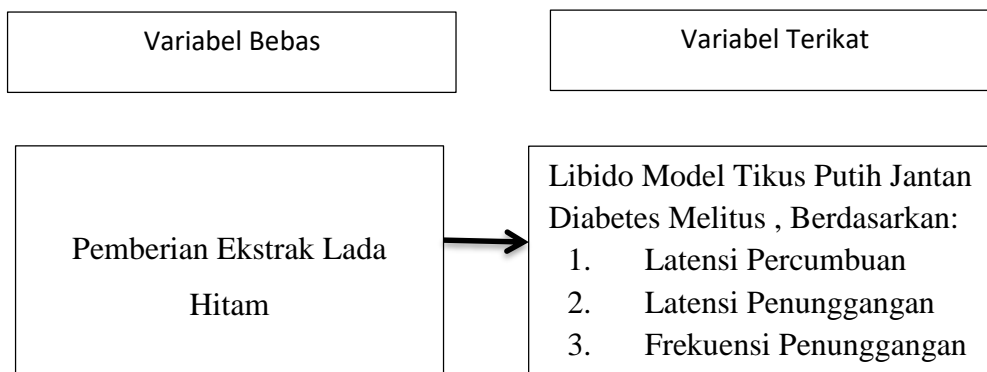 Variabel Bebas
Variabel Terikat
Pemberian Ekstrak Lada
Hitam
Libido Model Tikus Putih Jantan
Diabetes Melitus , Berdasarkan:
1. Latensi Percumbuan
2. Latensi Penunggangan
3. Frekuensi Penunggangan